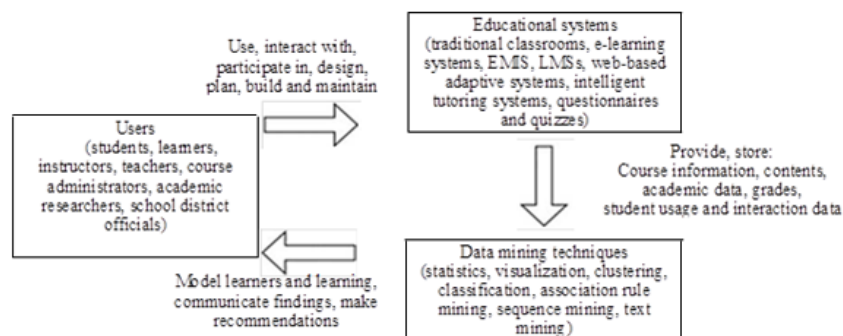 Use, interact with,
participate in, design,
plan, build and maintain
Educational systems
(traditional classrooms, e-learning
systems, EMIS, LMSs, web-based
adaptive systems, intelligent
tutoring systems, questionnaires
and quizzes)
Users
(students, learners,
instructors, teachers, course
administrators, academic
researchers, school district
officials)
Provide, store:
Course information, contents,
academic data, grades,
student usage and interaction data
Data mining techniques
(statistics, visualization, clustering,
classification, association rule
mining, sequence mining, text
mining)
Model learners and learning,
communicate findings, make
recommendations